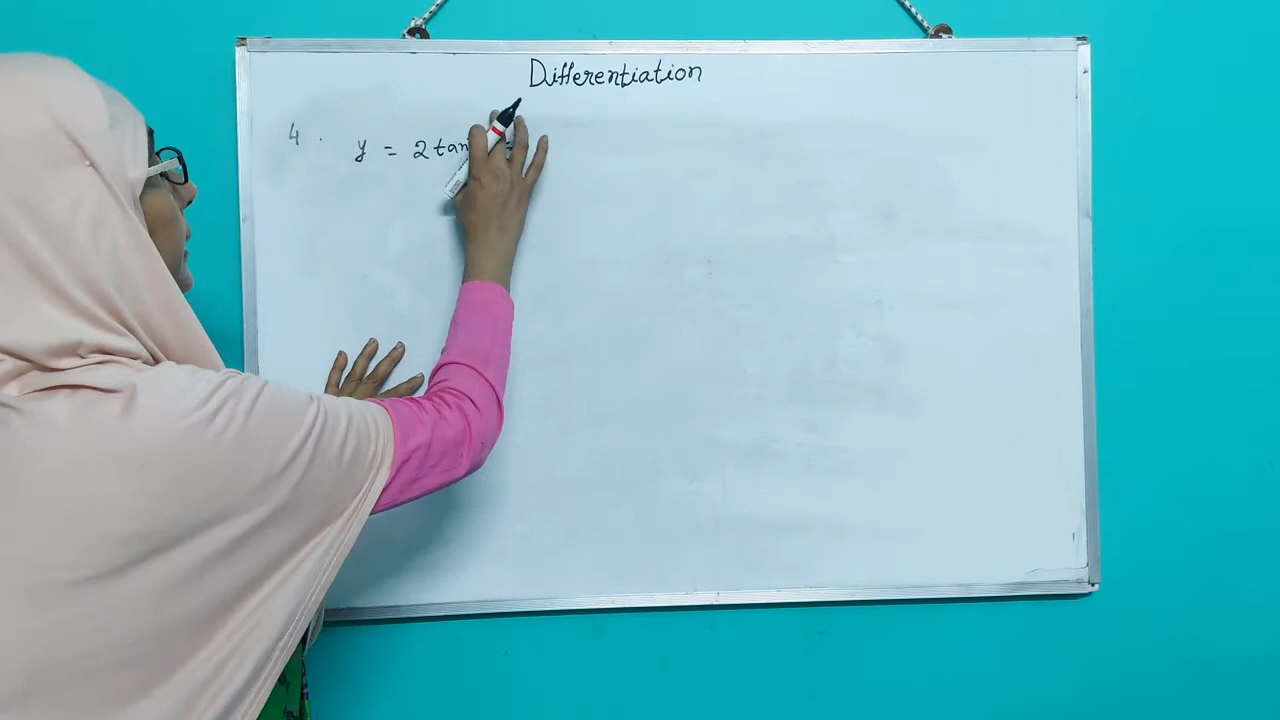 Differentiation
4. y = 2 tan